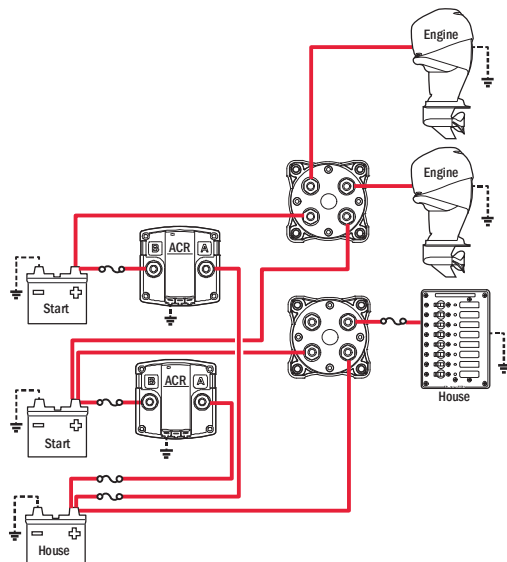 Engine
Engine
B ACR A
Start
House
B ACR A
Start
House